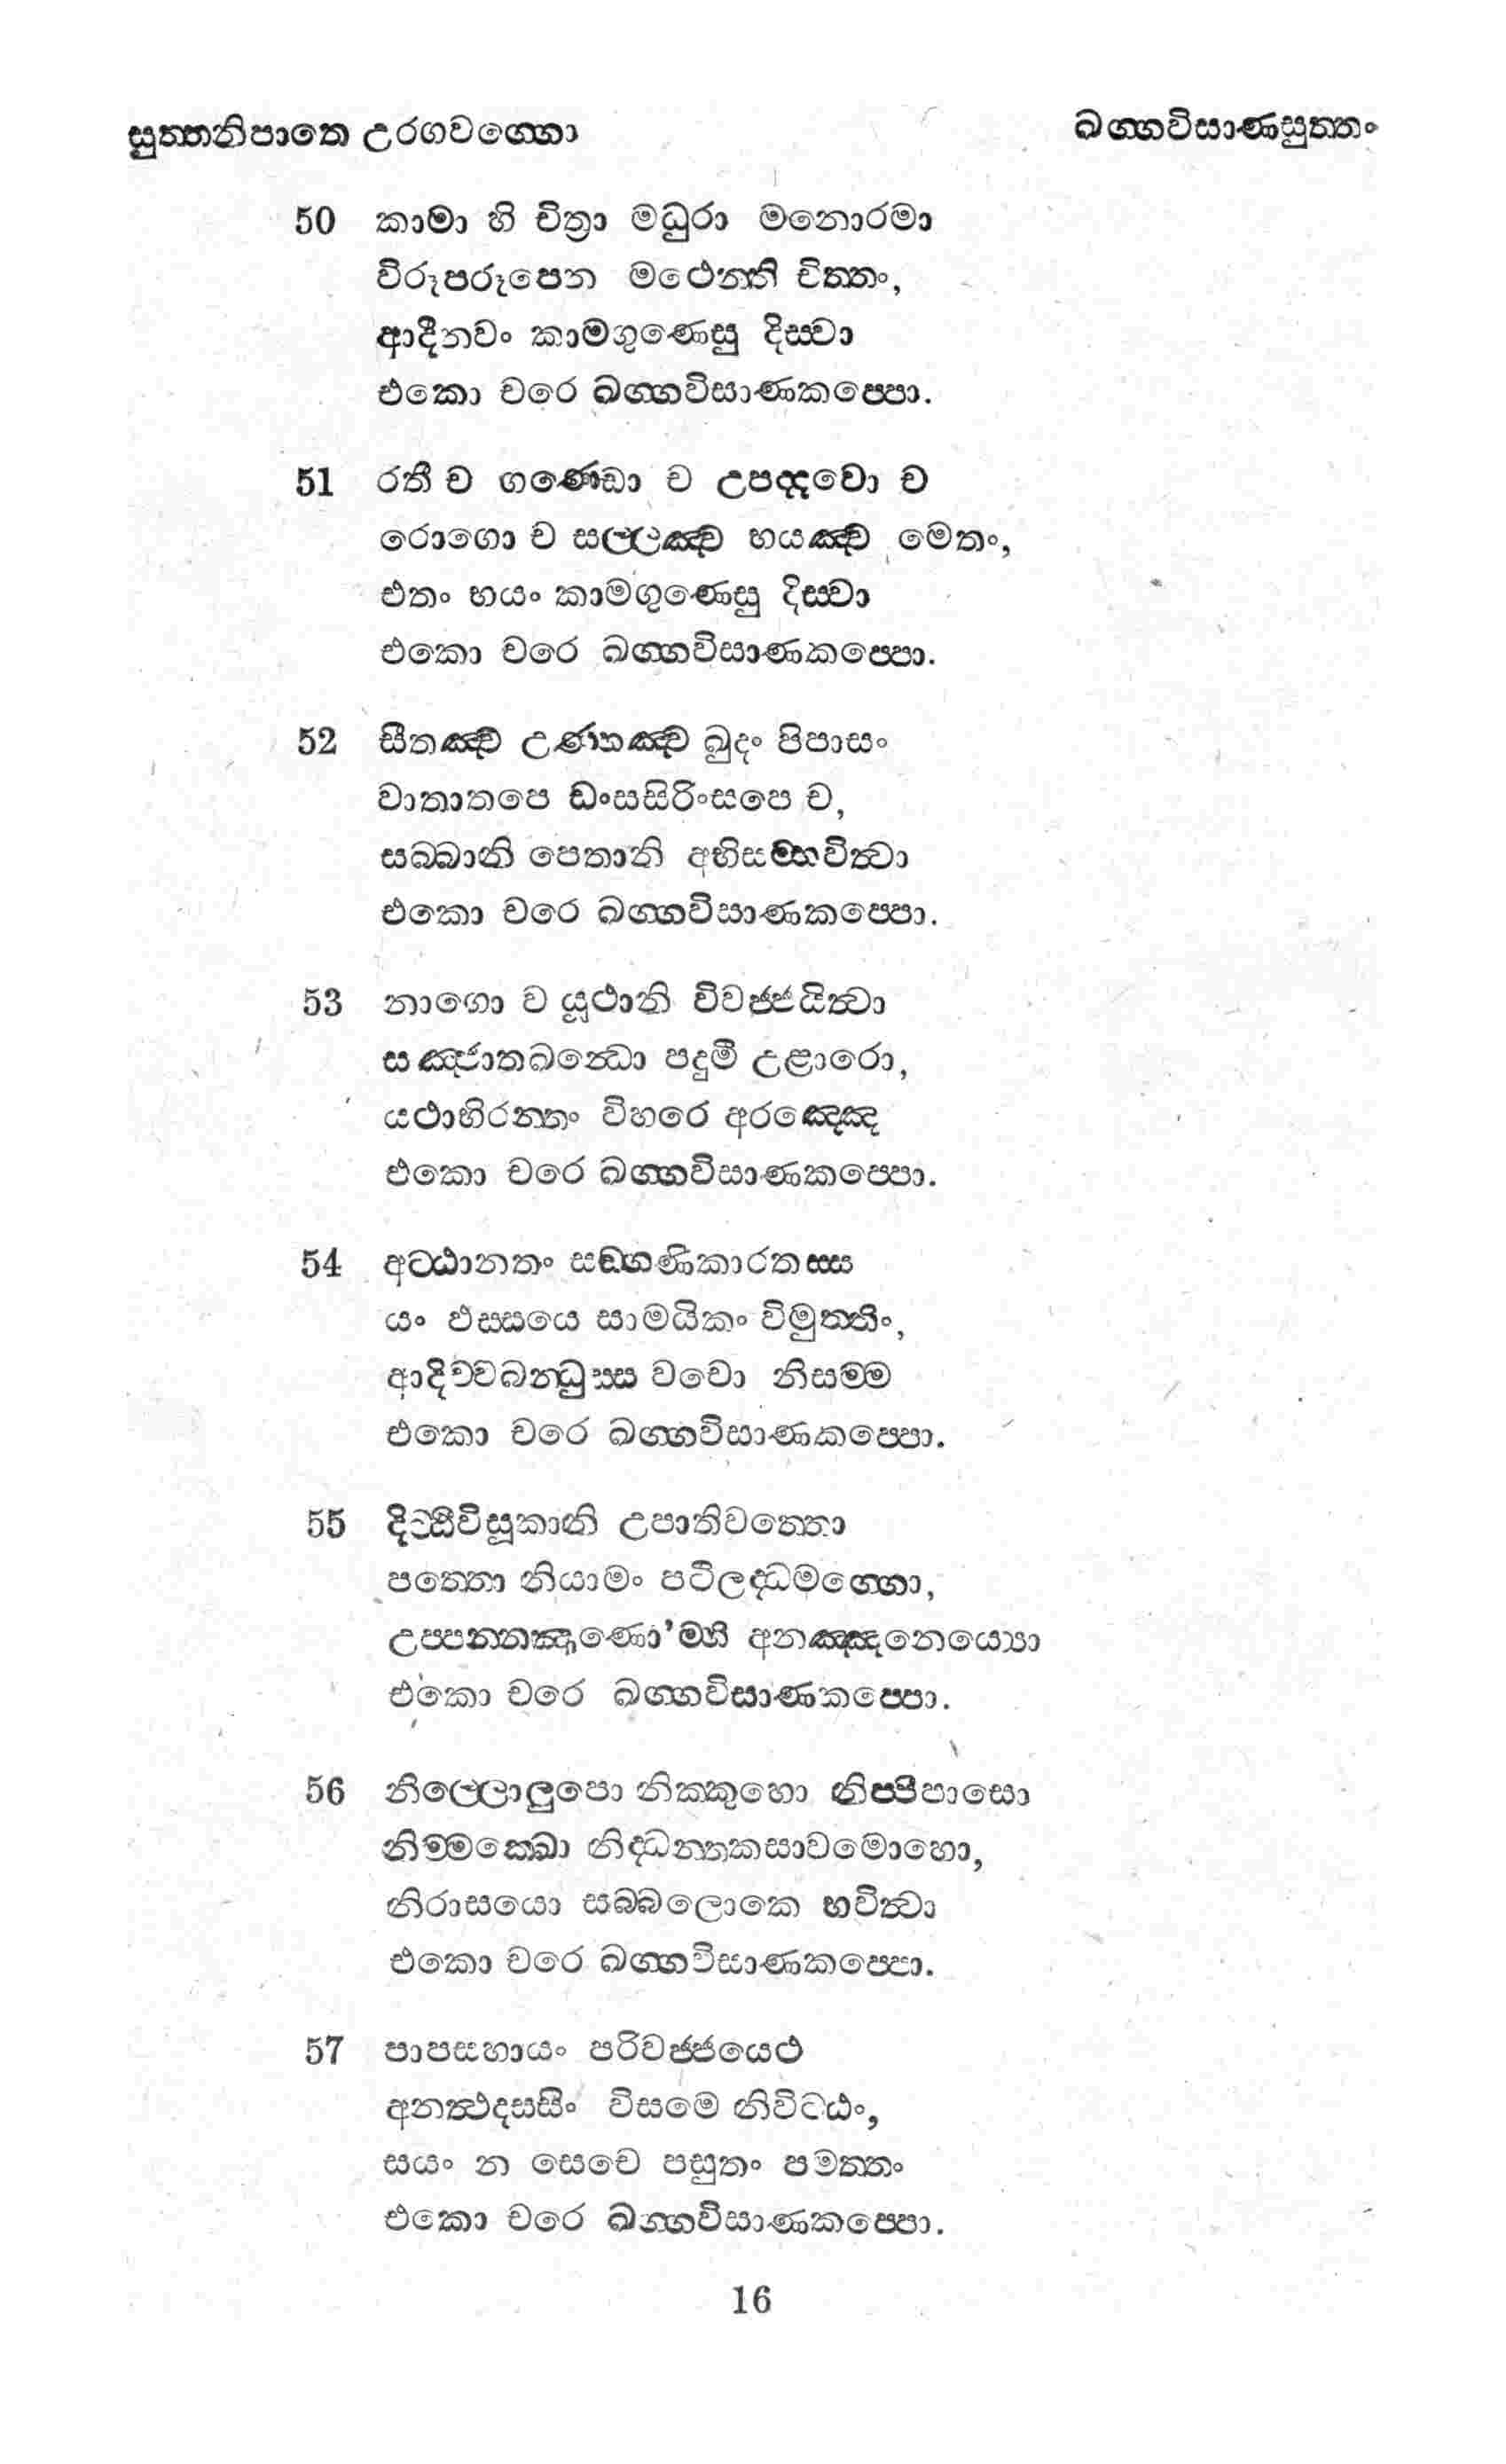 සුත්තනිපාතෙ උරගවග්ගො
ඛග්ගවිසාණසුත්තං
50 කාමා හි චිත්‍රා මධුරා මනොරමා
විරූපරූපෙන මථෙන්ති චිත්තං,
ආදීනවං කාමගුණෙසු දිස්වා
එකො චරෙ ඛග්ගවිසාණකප්පො.
51 රතී ච ගණ්ඩො ච උපද්දවො ච
රොගො ච සල්ලඤ්ච භයඤ්ච මෙතං,
එතං භයං කාමගුණෙසු දිස්වා
එකො චරෙ ඛග්ගවිසාණකප්පො.
52 සීතඤ්ච උණ්හඤ්ච ඛුදං පිපාසං
වාතාතපෙ ඩංසසිරිංසපෙ ච,
සබ්බානි පෙතානි අභිසම්භවිත්වා
එකො චරෙ ඛග්ගවිසාණකප්පො.
53 නාගො ව යූථානි විවජ්ජයිත්වා
සඤ්ජාතඛන්ධො පදුමී උළාරො,
යථාභිරන්තං විහරෙ අරඤ්ඤෙ
එකො චරෙ ඛග්ගවිසාණකප්පො.
54 අට්ඨානතං සඞ්ගණිකාරතස්ස
යං ඵස්සයෙ සාමයිකං විමුත්තිං,
ආදිච්චබන්ධුස්ස වචො නිසම්ම
එකො චරෙ ඛග්ගවිසාණකප්පො.
55 දිට්ඨීවිසූකානි උපාතිවත්තො
පත්තො නියාමං පටිලද්ධමග්ගො,
උප්පන්නඤාණො’ම්හි අනඤ්ඤනෙය්‍යො
එකො චරෙ ඛග්ගවිසාණකප්පො.
56 නිල්ලොලුපො නික්කුහො නිප්පිපාසො
නිම්මක්ඛො නිද්ධන්තකසාවමොහො,
නිරාසයො සබ්බලොකෙ භවිත්වා
එකො චරෙ ඛග්ගවිසාණකප්පො.
57 පාපසහායං පරිවජ්ජයෙථ
අනත්ථදස්සිං විසමෙ නිවිට්ඨං,
සයං න සෙවෙ පසුතං පමත්තං
එකො චරෙ ඛග්ගවිසාණකප්පො.
16